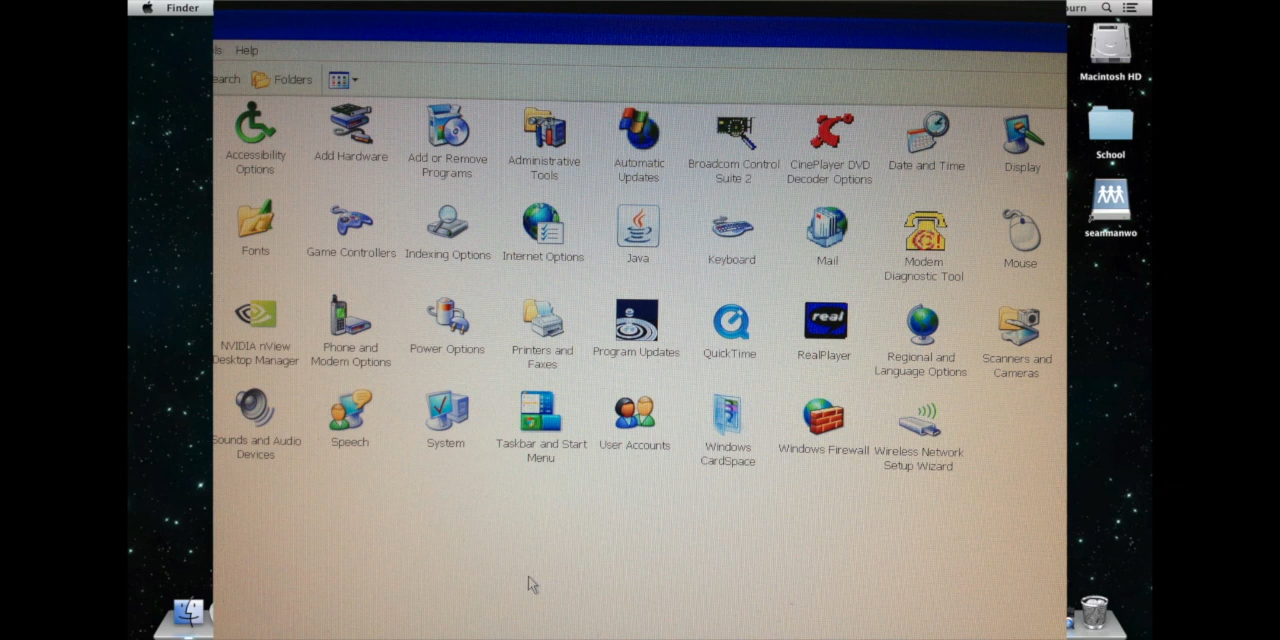 Finder
Macintosh HD
School
seanmanwo
Help
Folders
Accessibility
Options
Add Hardware
Add or Remove
Programs
Administrative
Tools
Automatic
Updates
Broadcom Control
Suite 2
CinePlayer DVD
Decoder Options
Date and Time
Display
Fonts
Game Controllers
Indexing Options
Internet Options
Java
Keyboard
Mail
Modem
Diagnostic Tool
Mouse
NVIDIA nView
Desktop Manager
Phone and
Modem Options
Power Options
Printers and
Faxes
Program Updates
QuickTime
real
RealPlayer
Regional and
Language Options
Scanners and
Cameras
Sounds and Audio
Devices
Speech
System
Taskbar and Start
Menu
User Accounts
Windows
CardSpace
Windows Firewall
Wireless Network
Setup Wizard